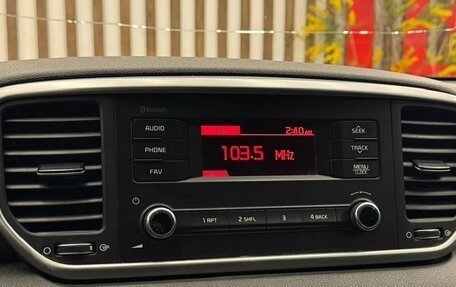 Bluetooth
AUDIO
2:40 AM
SEEK
PHONE
103.5 MHz
TRACK
FAV
MENU
CLOCK
1 RPT
2 SHFL
3
4 BACK